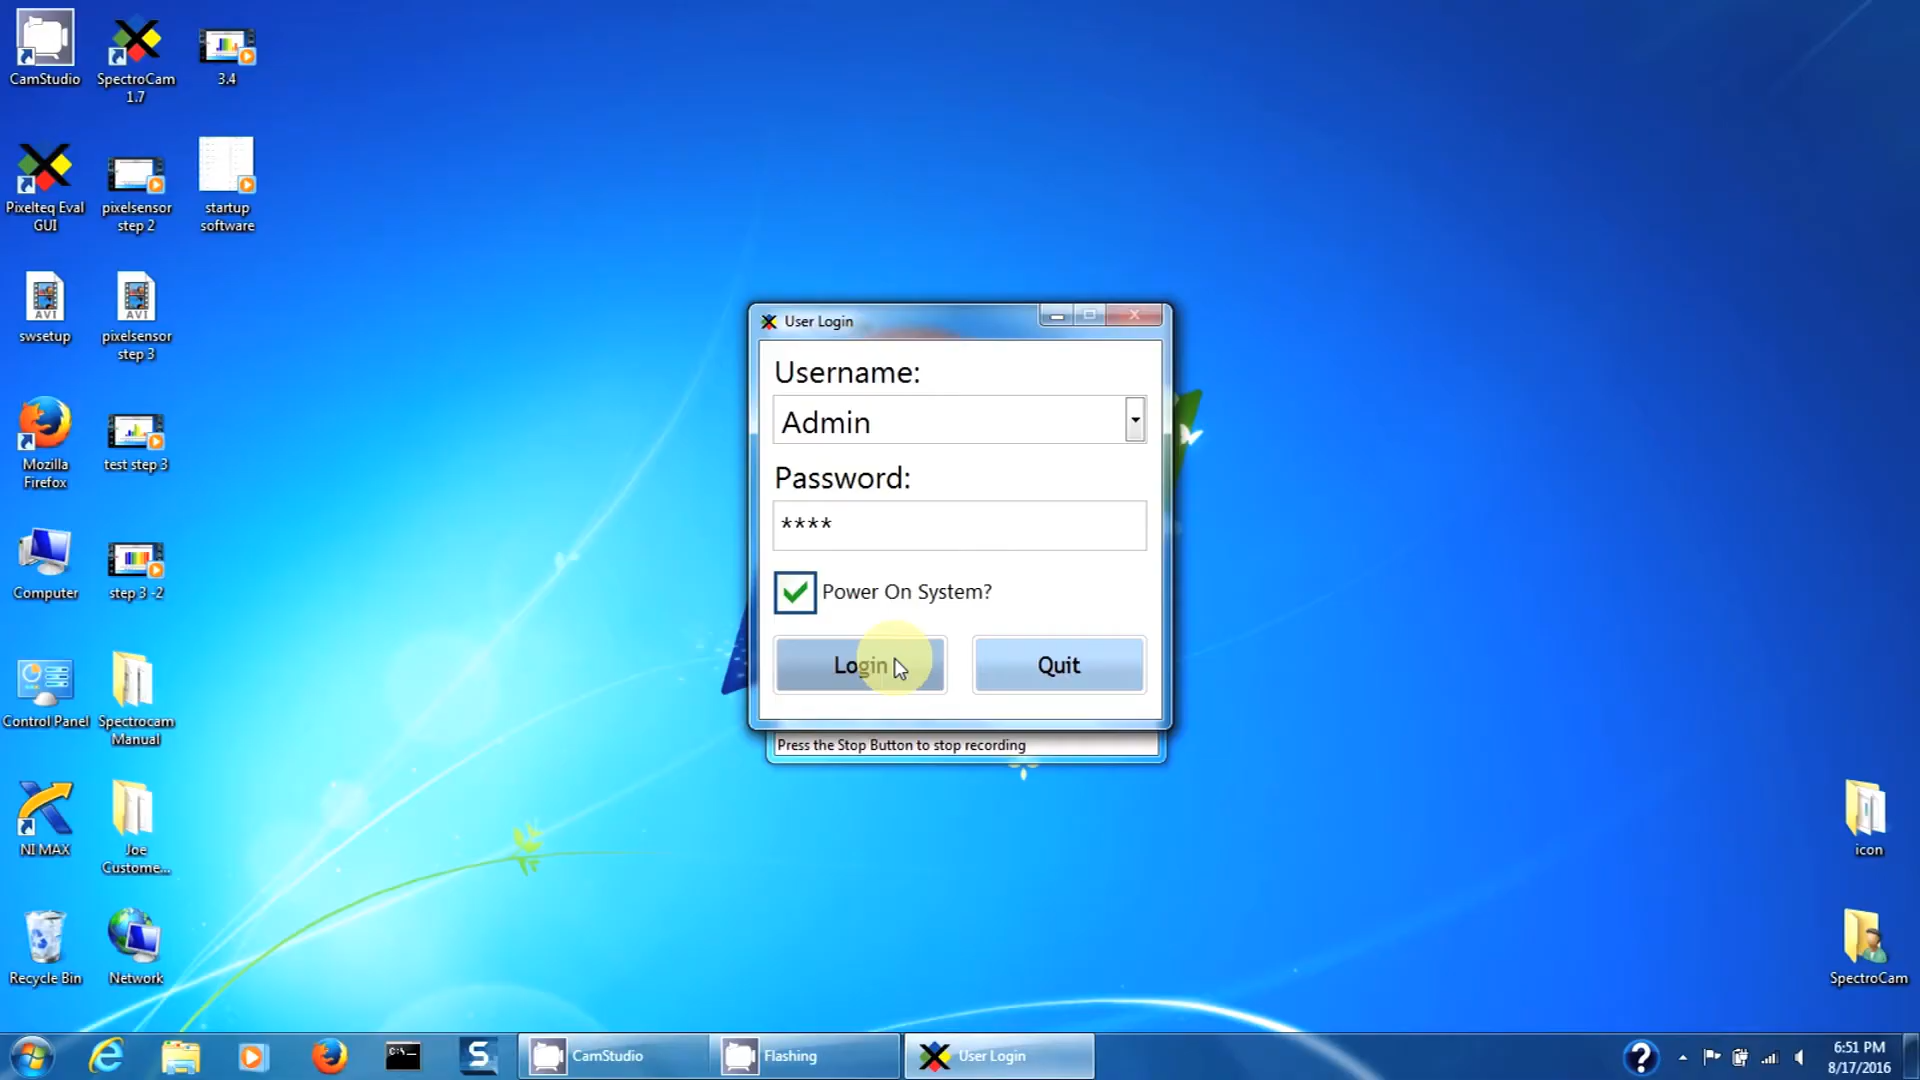 CamStudio
SpectroCam
1.7
3.4
Pixelteq Eval
GUI
pixelsensor
step 2
startup
software
swsetup
pixelsensor
step 3
Mozilla
Firefox
test step 3
Computer
step 3 -2
Control Panel
Spectrocam
Manual
NI MAX
Joe
Custome...
Recycle Bin
Network
User Login
Username:
Admin
Password:
****
Power On System?
Login
Quit
Press the Stop Button to stop recording
icon
SpectroCam
CamStudio
Flashing
User Login
6:51 PM
8/17/2016